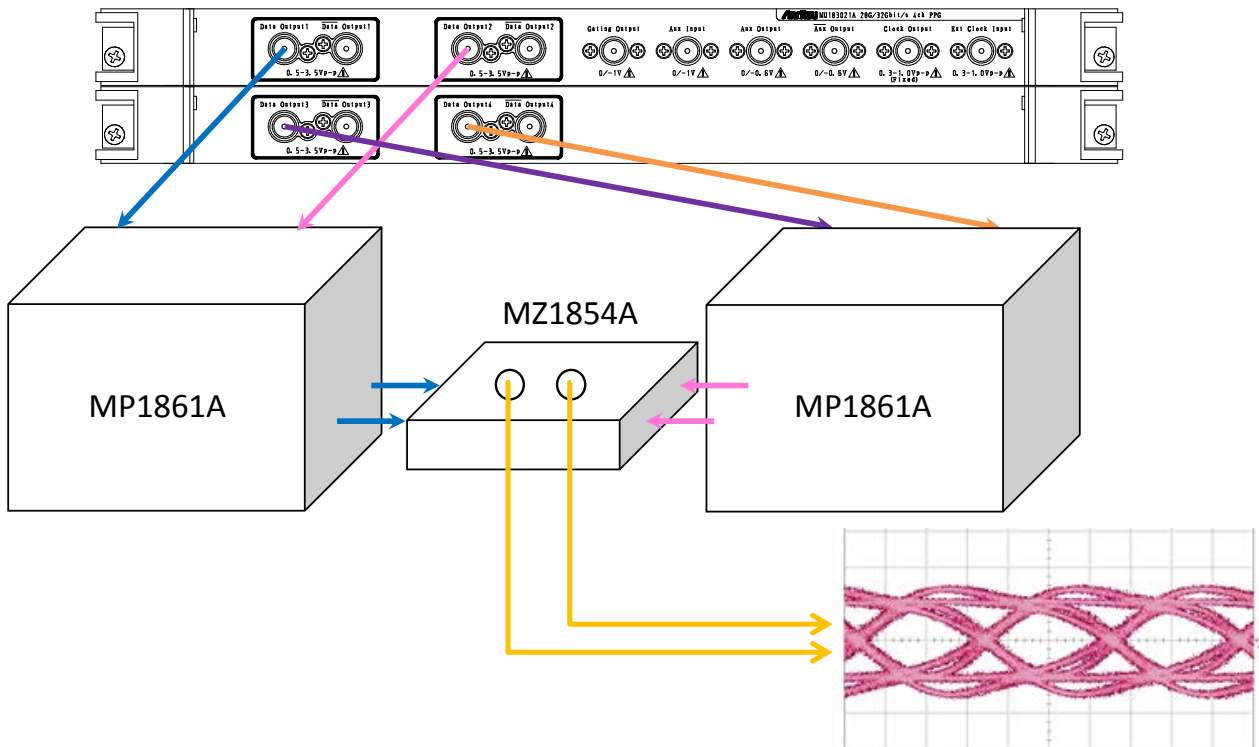 Anritsu MU183021A 28G/32Gbit/s 4ch PPG
Data Output1 Data Output1
0.5-3.5Vp-p
Data Output2 Data Output2
0.5-3.5Vp-p
Gating Output
0/-1V
Aux Input
0/-1V
Aux Output
0/-0.6V
Aux Output
0/-0.6V
Clock Output
0.3-1.0Vp-p
(Fixed)
Ext Clock Input
0.3-1.0Vp-p
Data Output3 Data Output3
0.5-3.5Vp-p
Data Output4 Data Output4
0.5-3.5Vp-p
MZ1854A
MP1861A
MP1861A